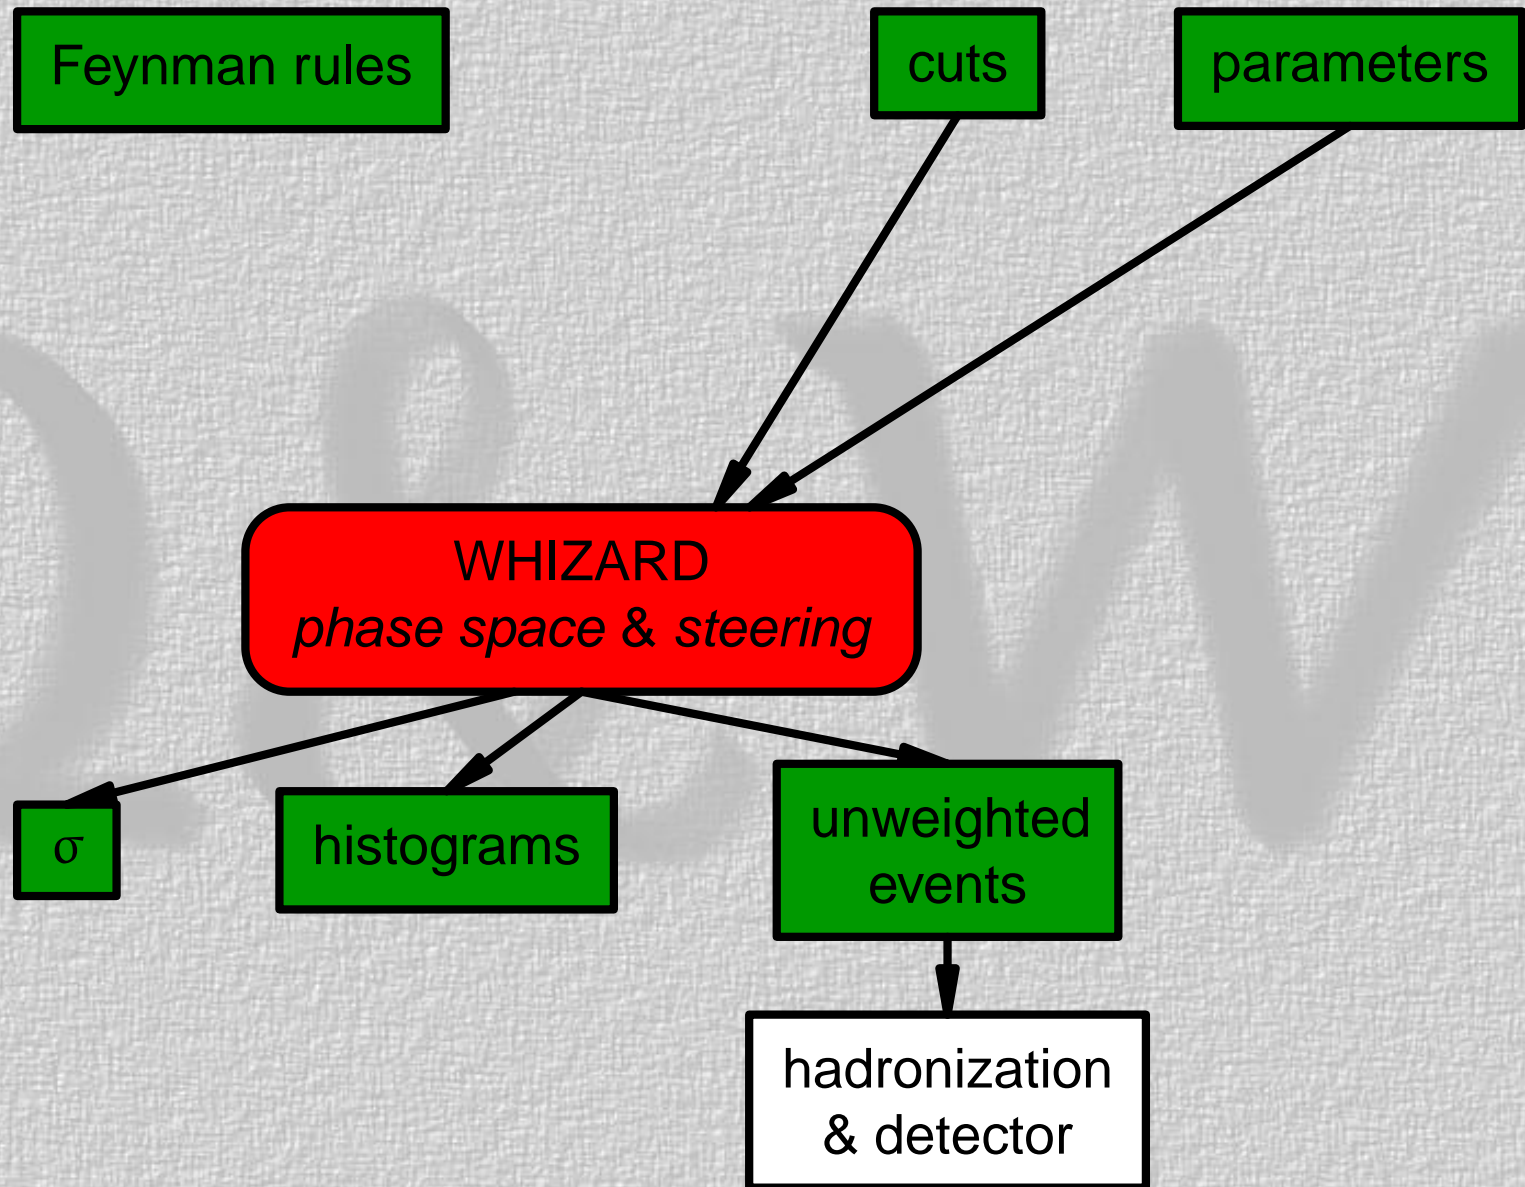 Feynman rules
cuts
parameters
WHIZARD
phase space & steering
σ
histograms
unweighted
events
hadronization
& detector